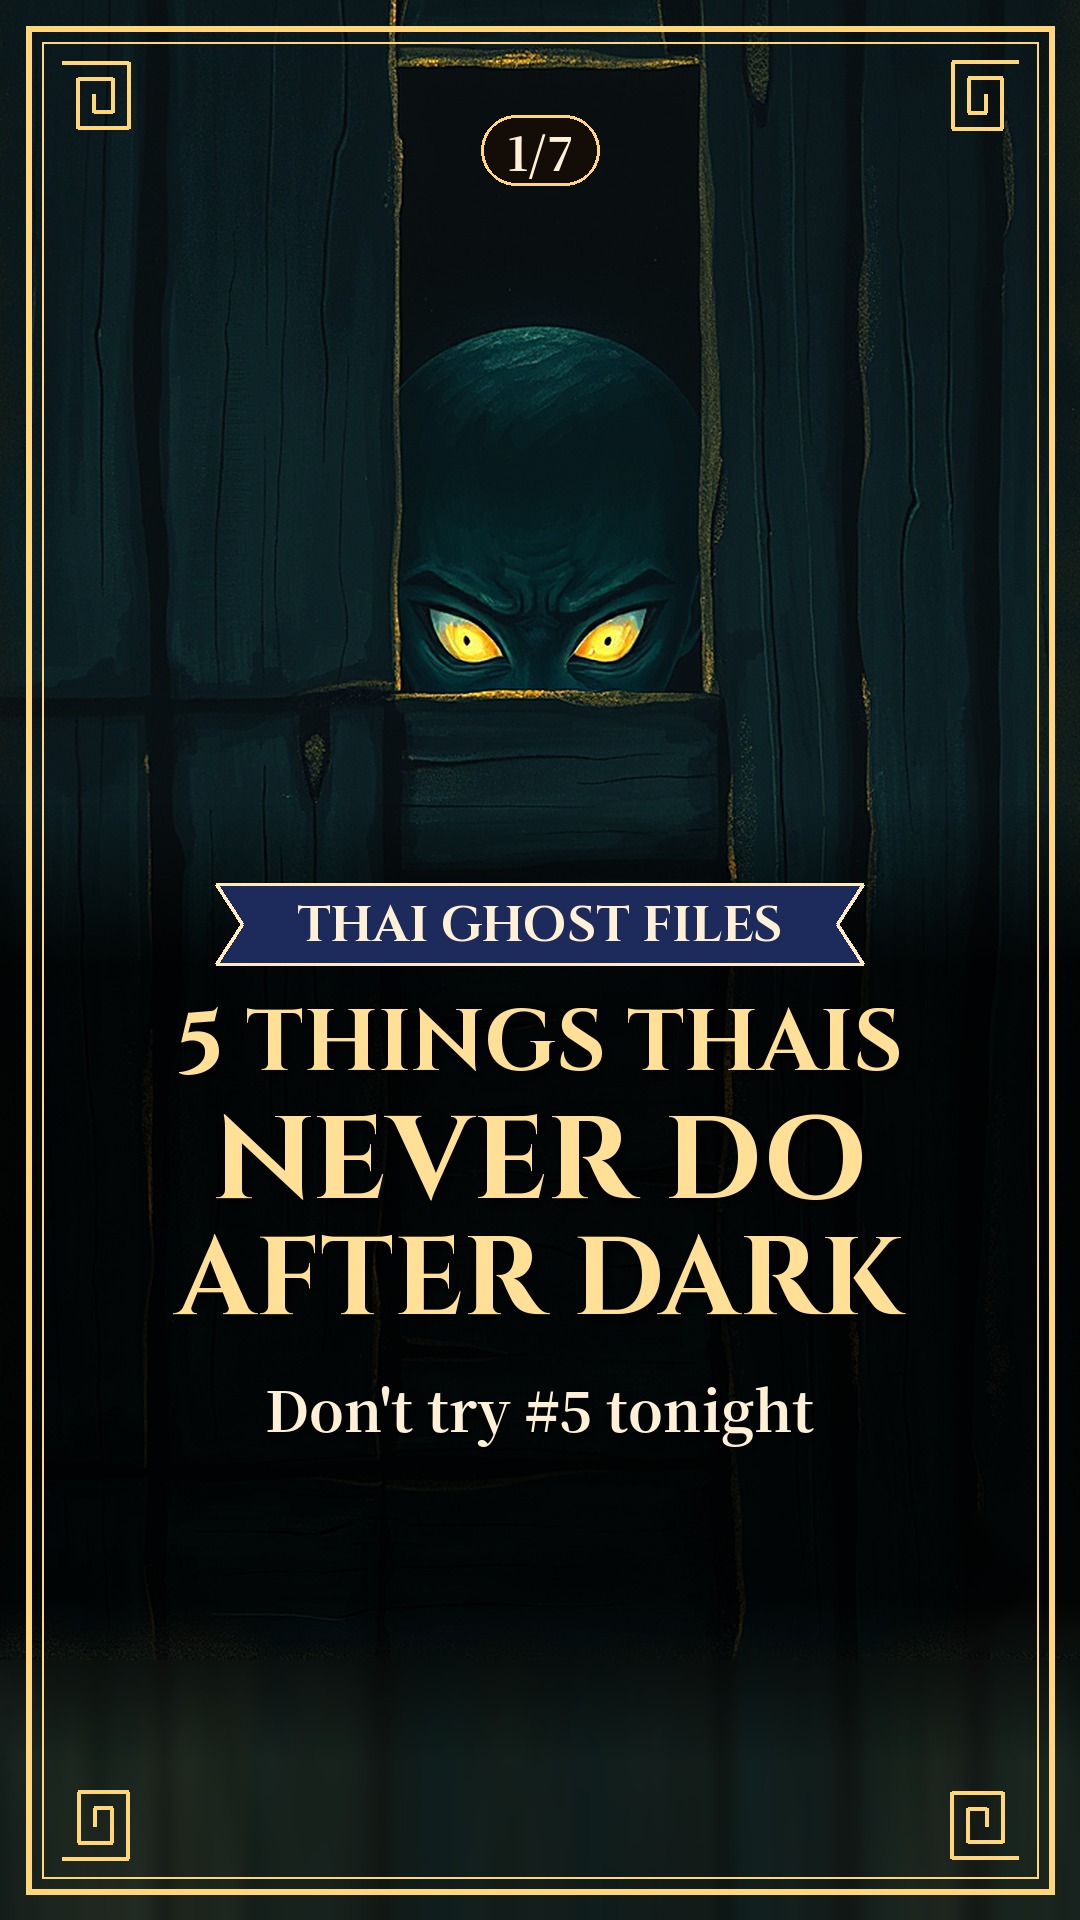 1/7
THAI GHOST FILES
5 THINGS THAIS
NEVER DO
AFTER DARK
Don't try #5 tonight